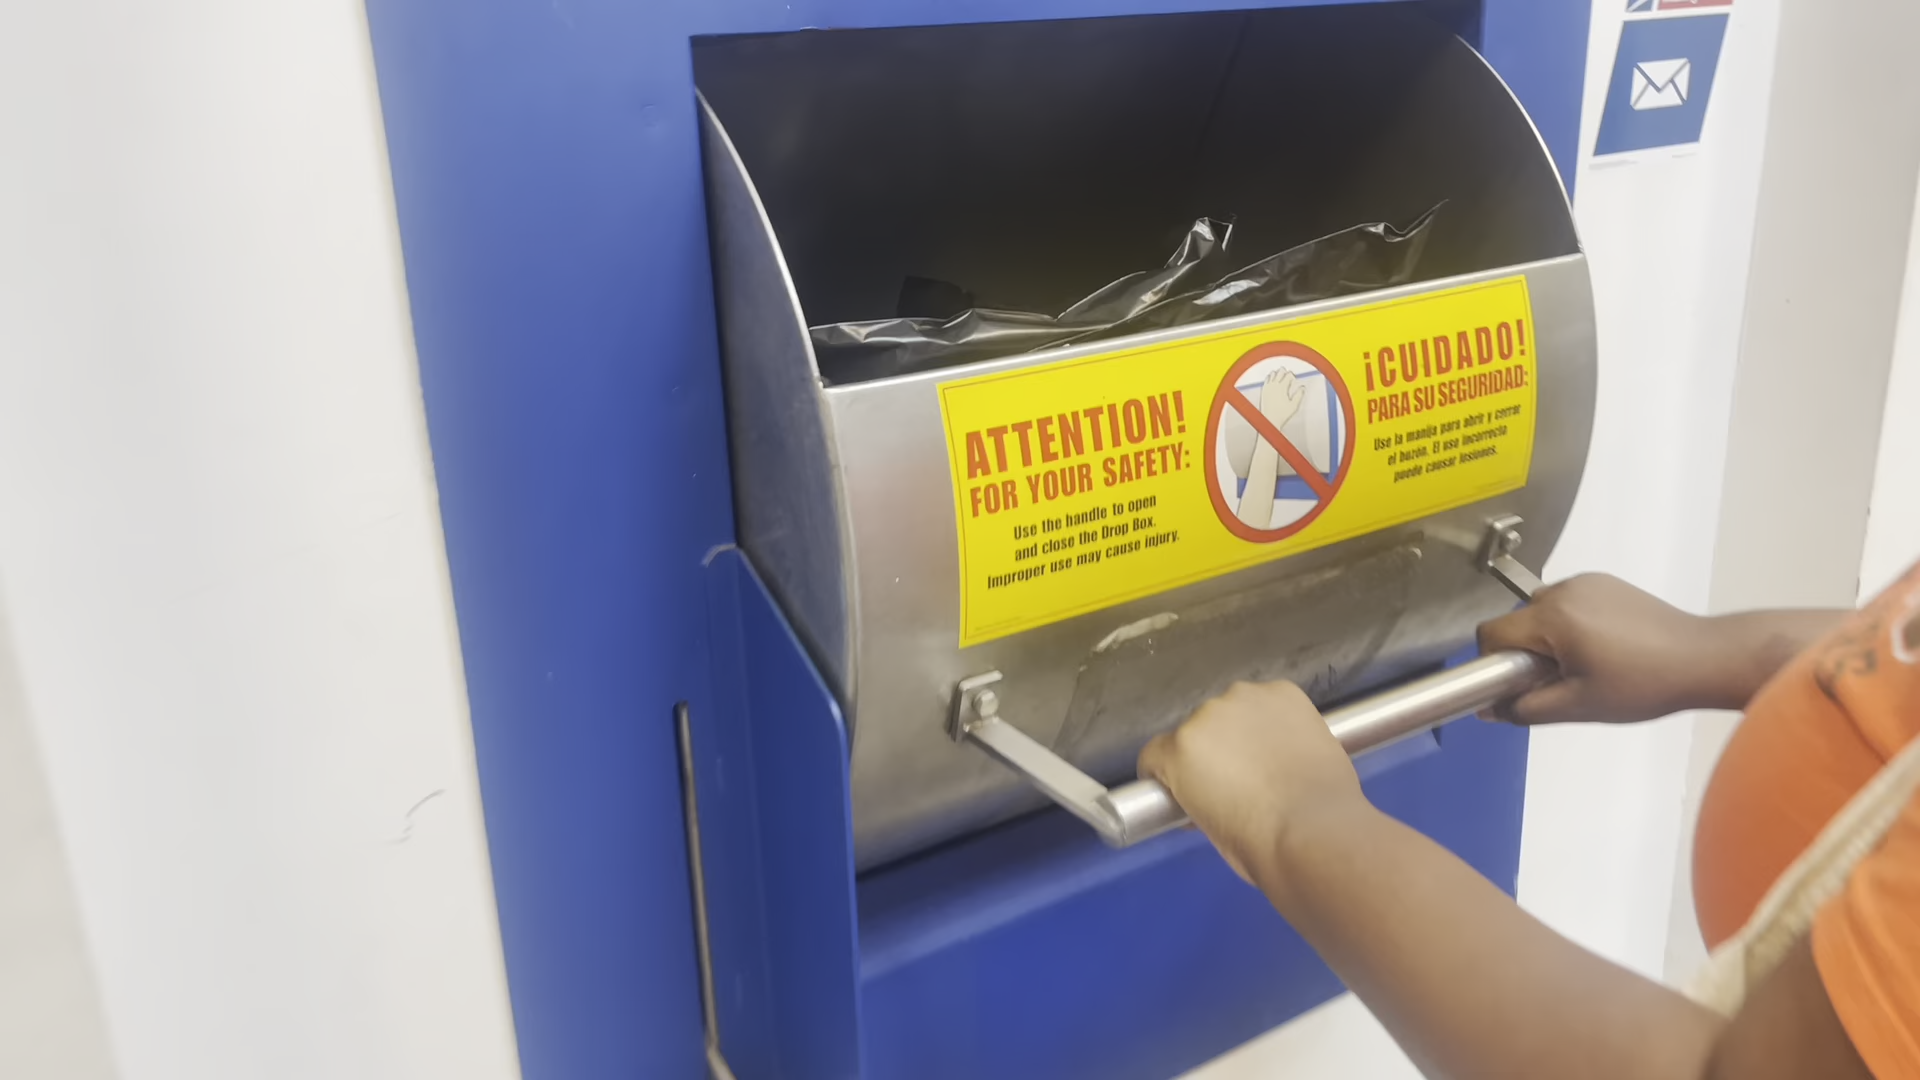 ATTENTION!
FOR YOUR SAFETY:
Use the handle to open
and close the Drop Box.
Improper use may cause injury.
¡CUIDADO!
PARA SU SEGURIDAD:
Use la manija para abrir y cerrar
el buzón. El uso incorrecto
puede causar lesiones.